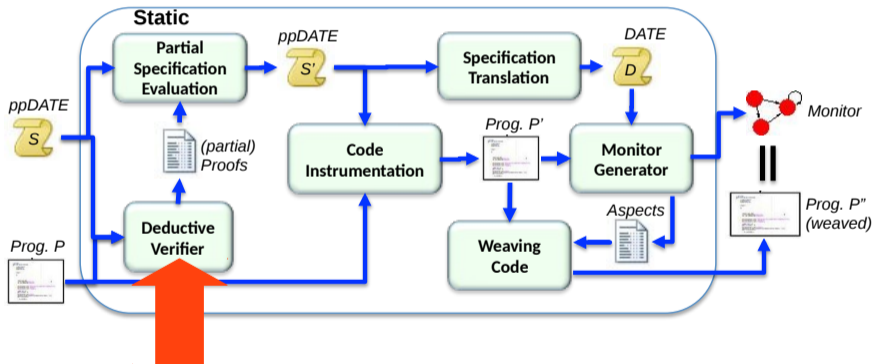 Static
Partial
Specification
Evaluation
ppDATE
S'
Specification
Translation
DATE
D
ppDATE
S
(partial)
Proofs
Code
Instrumentation
Prog. P'
Monitor
Generator
Monitor
Deductive
Verifier
Aspects
Prog. P''
(weaved)
Prog. P
Weaving
Code